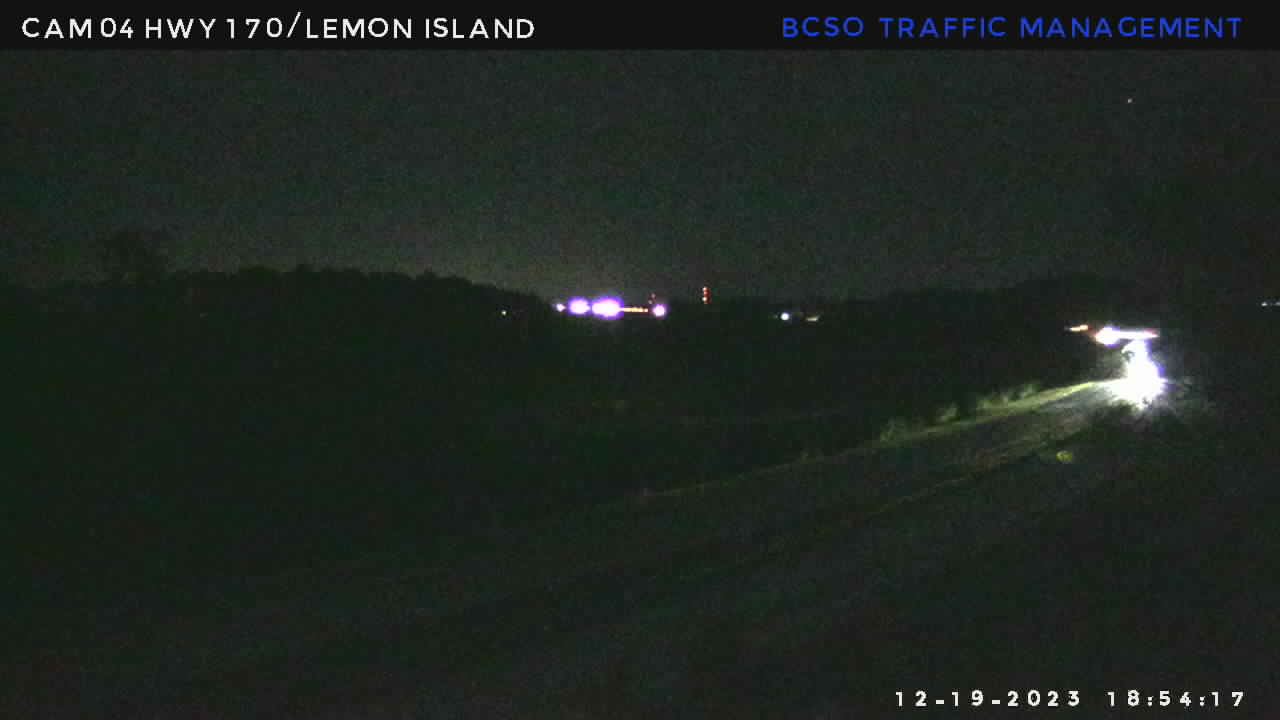 CAM04 HWY 170/LEMON ISLAND
BCSO TRAFFIC MANAGEMENT
12-19-2023 18:54:17